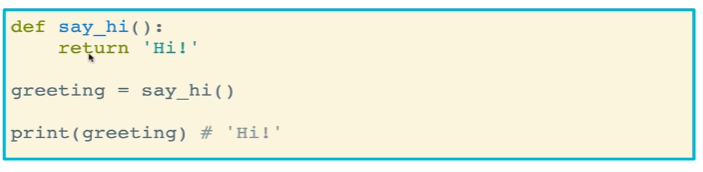 def say_hi():
    return 'Hi!'
greeting = say_hi()
print(greeting) # 'Hi!'